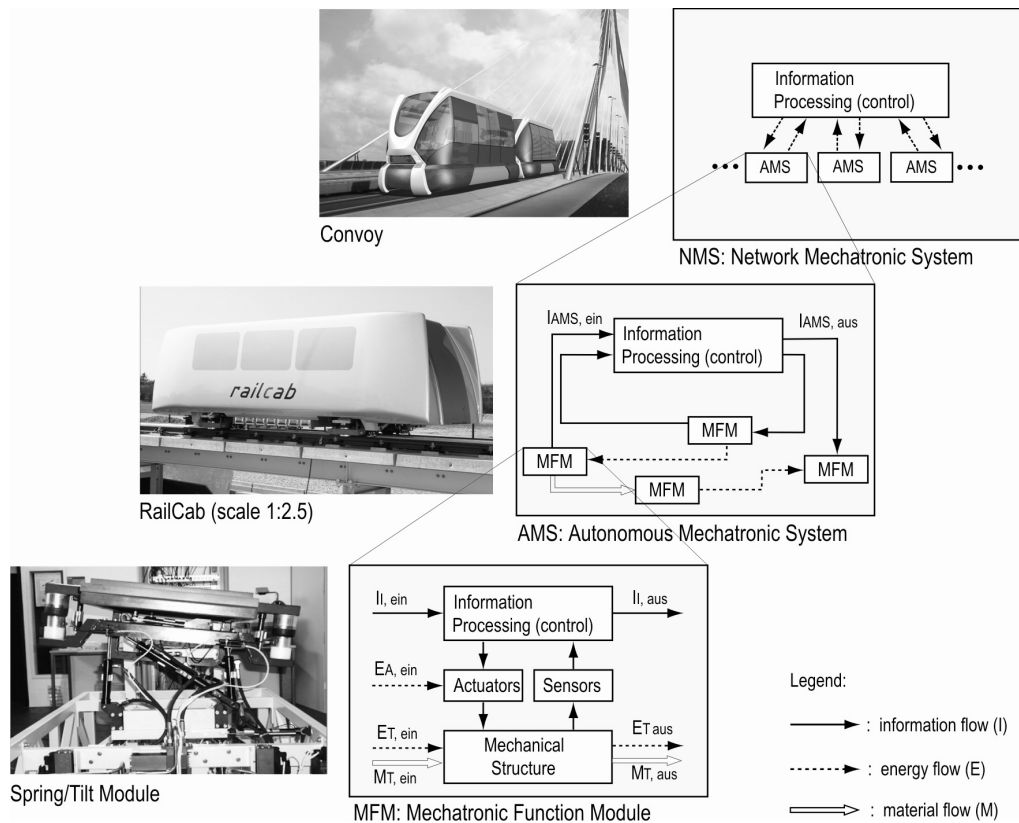 Information
Processing (control)
AMS
AMS
AMS
Convoy
NMS: Network Mechatronic System
IAMS, ein
Information
Processing (control)
IAMS, aus
railcab
MFM
MFM
MFM
MFM
RailCab (scale 1:2.5)
AMS: Autonomous Mechatronic System
II, ein
Information
Processing (control)
II, aus
EA, ein
Actuators
Sensors
ET, ein
Mechanical
Structure
ET aus
MT, ein
MT, aus
Spring/Tilt Module
MFM: Mechatronic Function Module
Legend:
: information flow (I)
: energy flow (E)
: material flow (M)